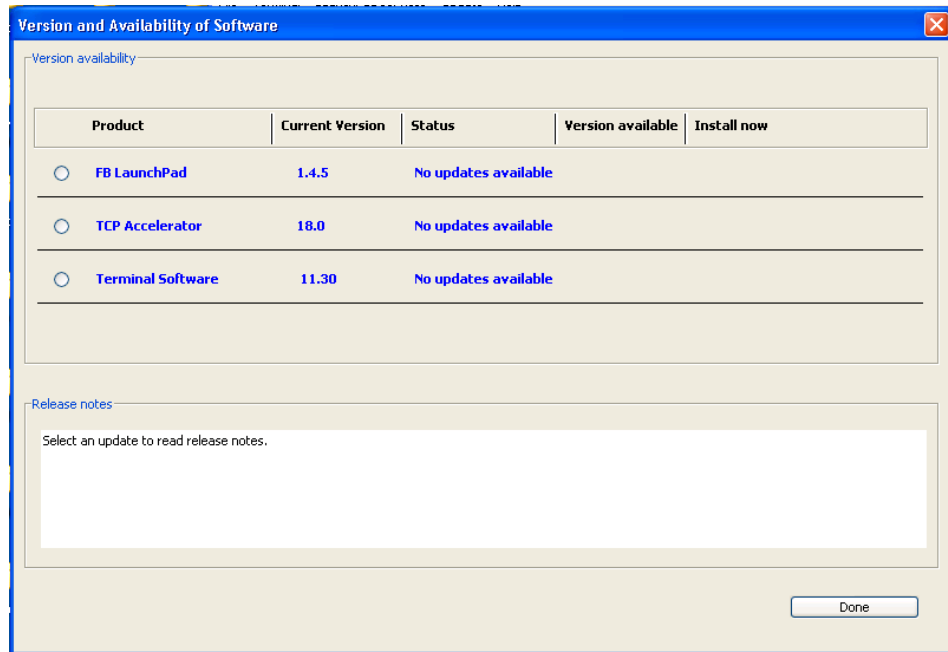 Version and Availability of Software
Version availability
Product Current Version Status Version available Install now
FB LaunchPad 1.4.5 No updates available
TCP Accelerator 18.0 No updates available
Terminal Software 11.30 No updates available
Release notes
Select an update to read release notes.
Done